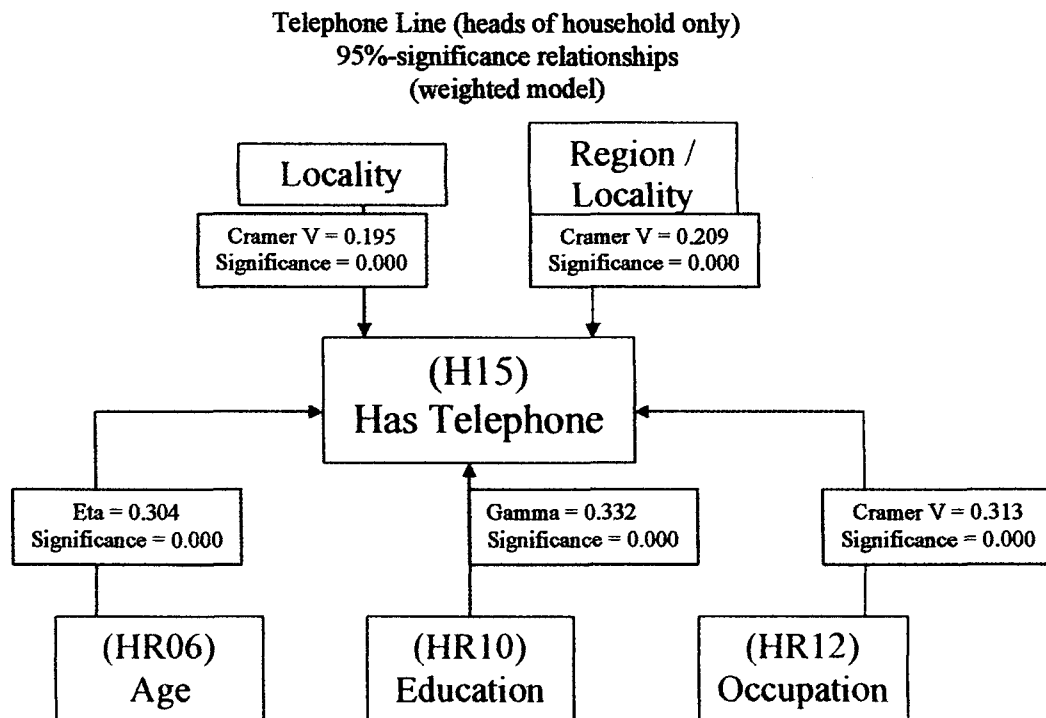 Telephone Line (heads of household only)
95%-significance relationships
(weighted model)
Locality
Region /
Locality
Cramer V = 0.195
Significance = 0.000
Cramer V = 0.209
Significance = 0.000
(H15)
Has Telephone
Eta = 0.304
Significance = 0.000
Gamma = 0.332
Significance = 0.000
Cramer V = 0.313
Significance = 0.000
(HR06)
Age
(HR10)
Education
(HR12)
Occupation